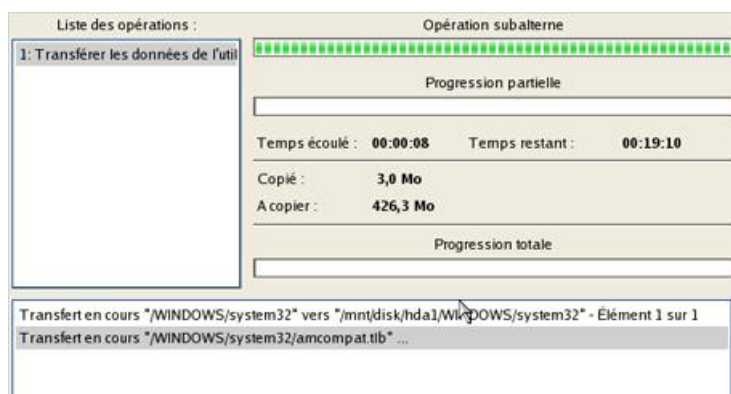 Liste des opérations :
Opération subalterne
1: Transférer les données de l'util
Progression partielle
Temps écoulé : 00:00:08 Temps restant : 00:19:10
Copié : 3,0 Mo
A copier : 426,3 Mo
Progression totale
Transfert en cours "/WINDOWS/system32" vers "/mnt/disk/hda1/WINDOWS/system32" - Élément 1 sur 1
Transfert en cours "/WINDOWS/system32/amcompat.tlb" ...